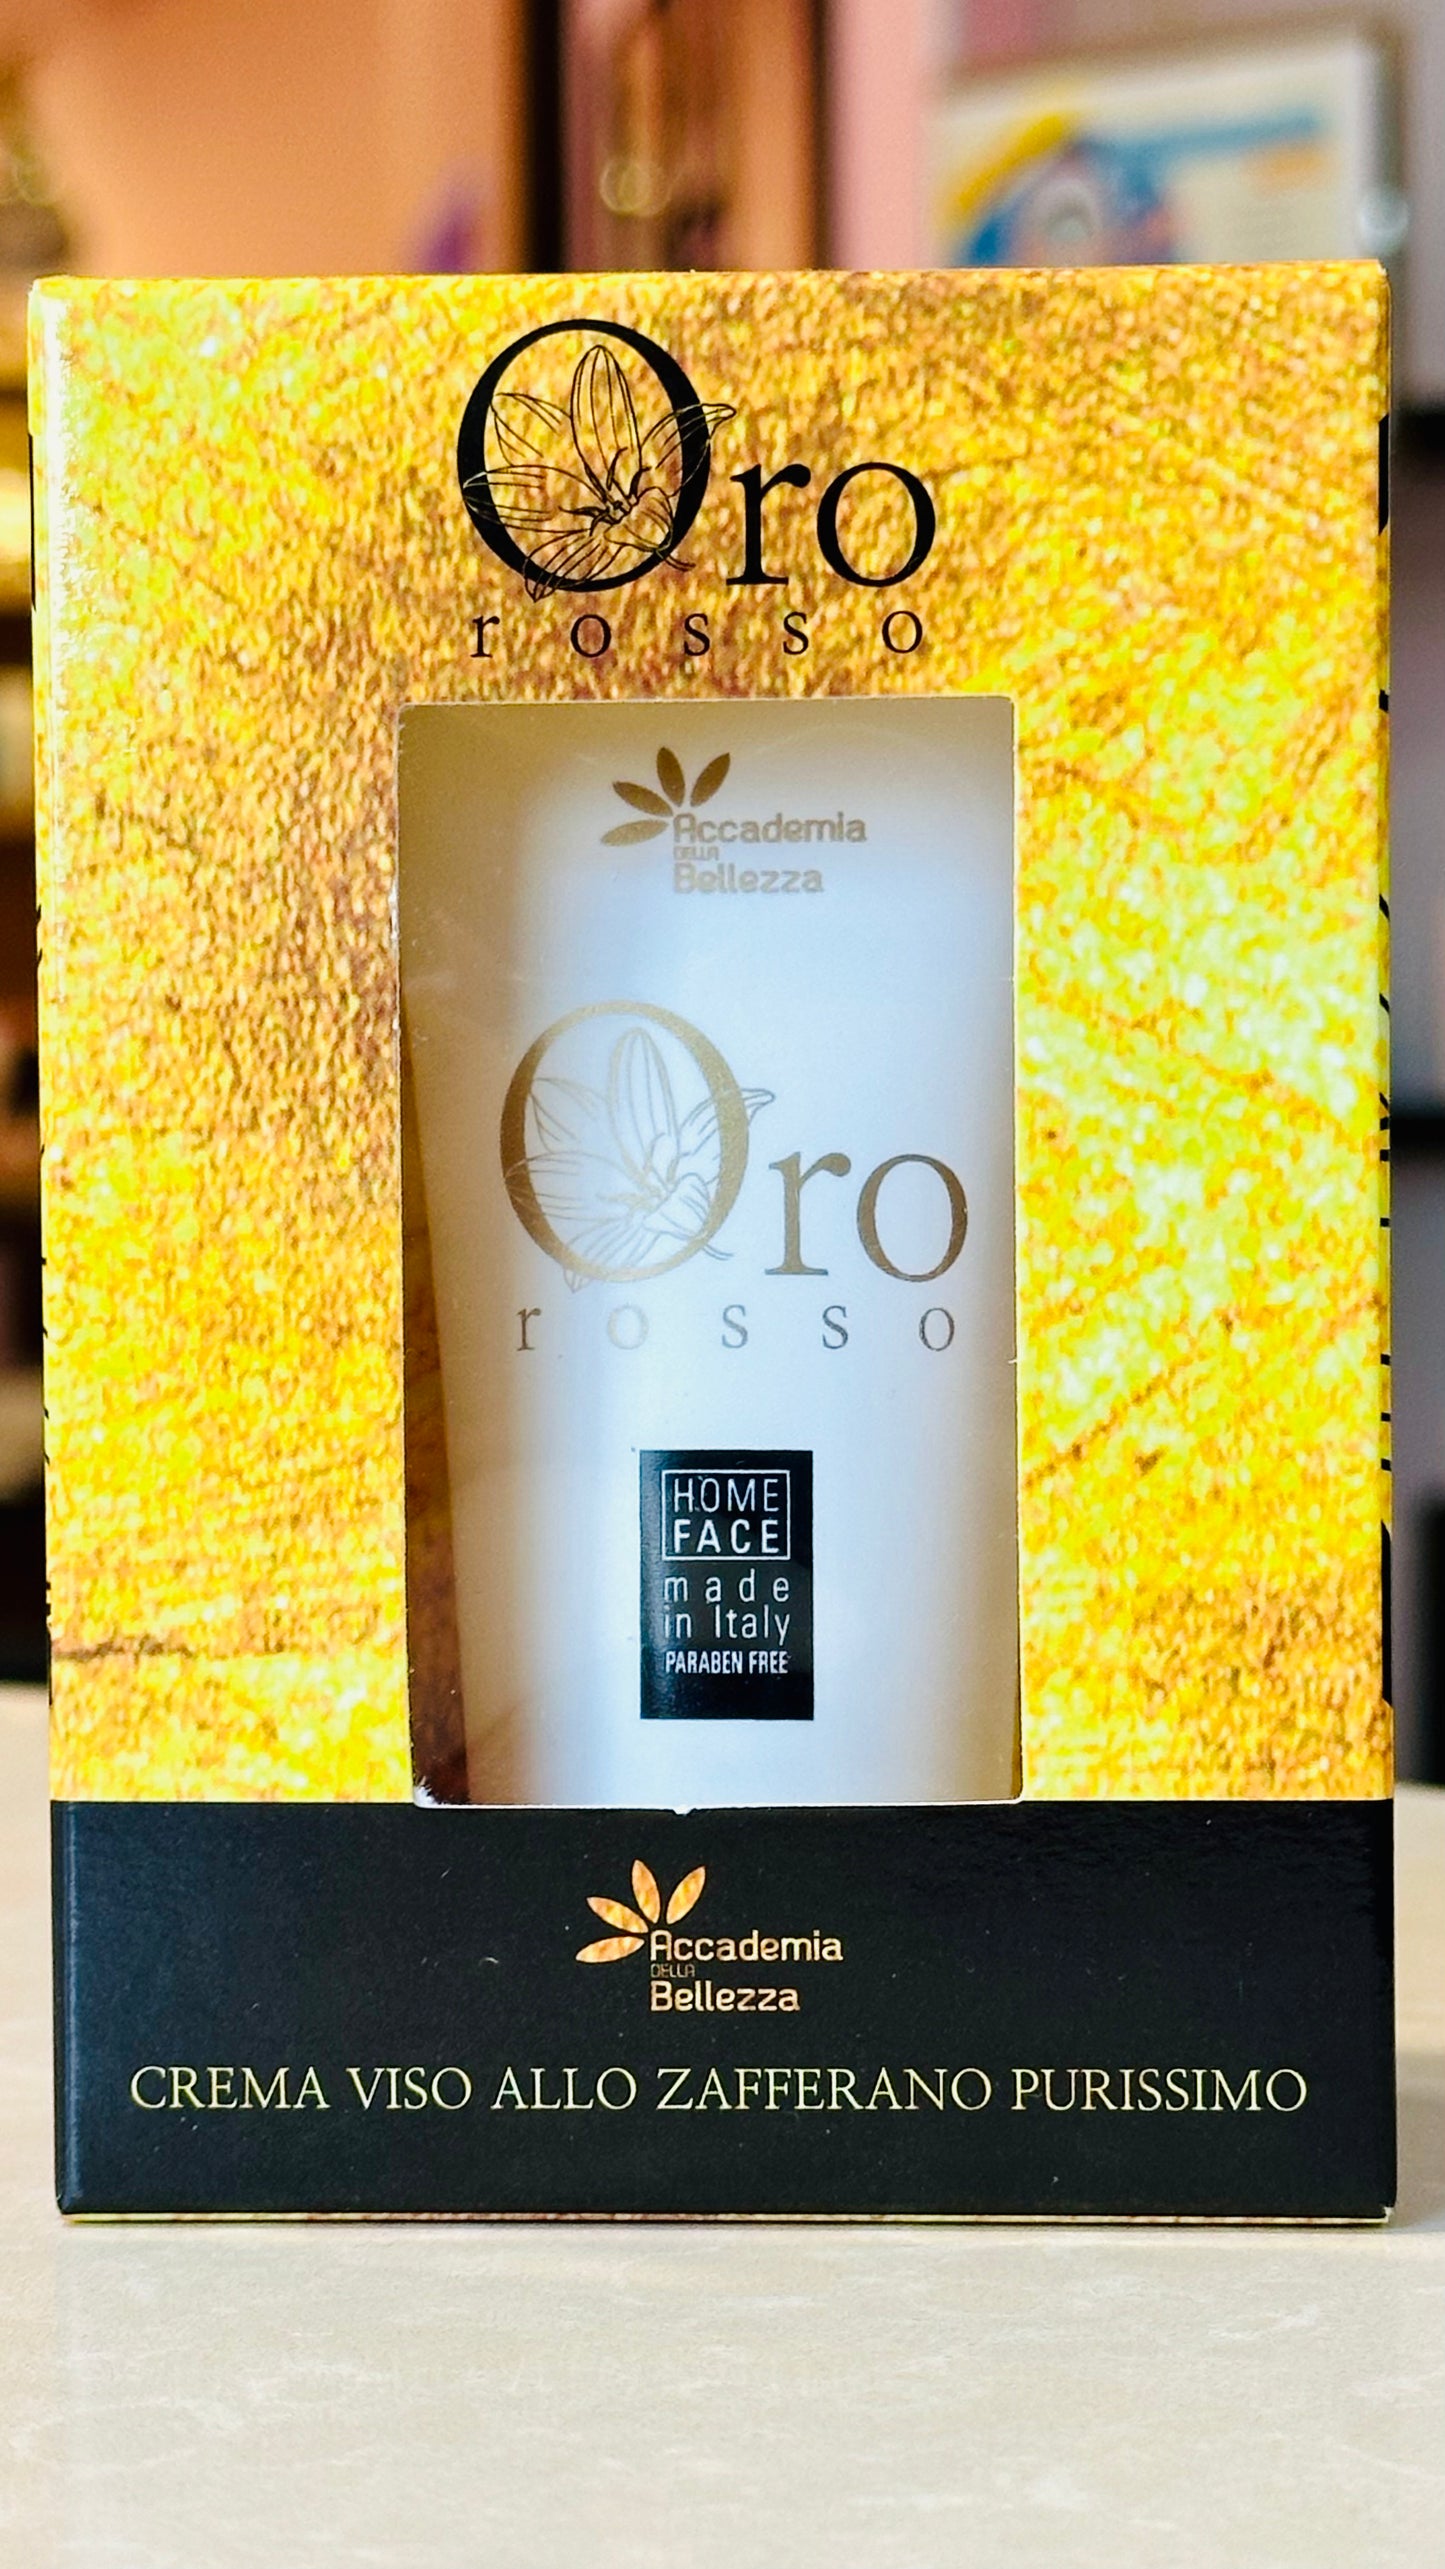 Oro
rosso
Accademia
DELLA
Bellezza
Oro
rosso
HOME
FACE
made
in Italy
PARABEN FREE
Accademia
DELLA
Bellezza
CREMA VISO ALLO ZAFFERANO PURISSIMO